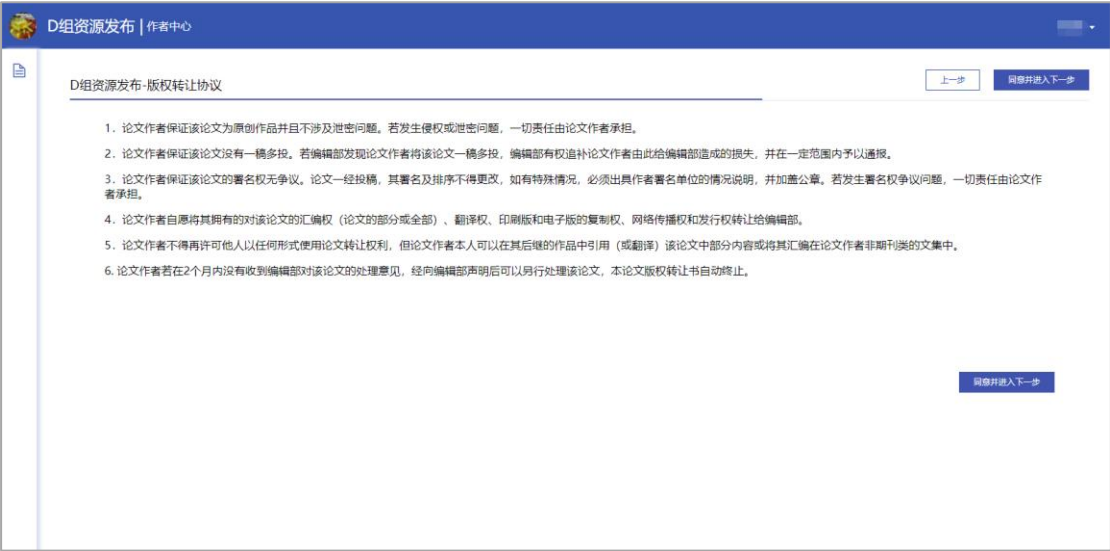 D组资源发布 | 作者中心
D组资源发布-版权转让协议
上一步
同意并进入下一步
1. 论文作者保证该论文为原创作品并且不涉及泄密问题。若发生侵权或泄密问题，一切责任由论文作者承担。
2. 论文作者保证该论文没有一稿多投。若编辑部发现论文作者将该论文一稿多投，编辑部有权追补论文作者由此给编辑部造成的损失，并在一定范围内予以通报。
3. 论文作者保证该论文的署名权无争议。论文一经投稿，其署名及排序不得更改，如有特殊情况，必须出具作者署名单位的情况说明，并加盖公章。若发生署名权争议问题，一切责任由论文作
者承担。
4. 论文作者自愿将其拥有的对该论文的汇编权（论文的部分或全部）、翻译权、印刷版和电子版的复制权、网络传播权和发行权转让给编辑部。
5. 论文作者不得再许可他人以任何形式使用论文转让权利，但论文作者本人可以在其后继的作品中引用（或翻译）该论文中部分内容或将其汇编在论文作者非期刊类的文集中。
6. 论文作者若在2个月内没有收到编辑部对该论文的处理意见，经向编辑部声明后可以另行处理该论文，本论文版权转让书自动终止。
同意并进入下一步